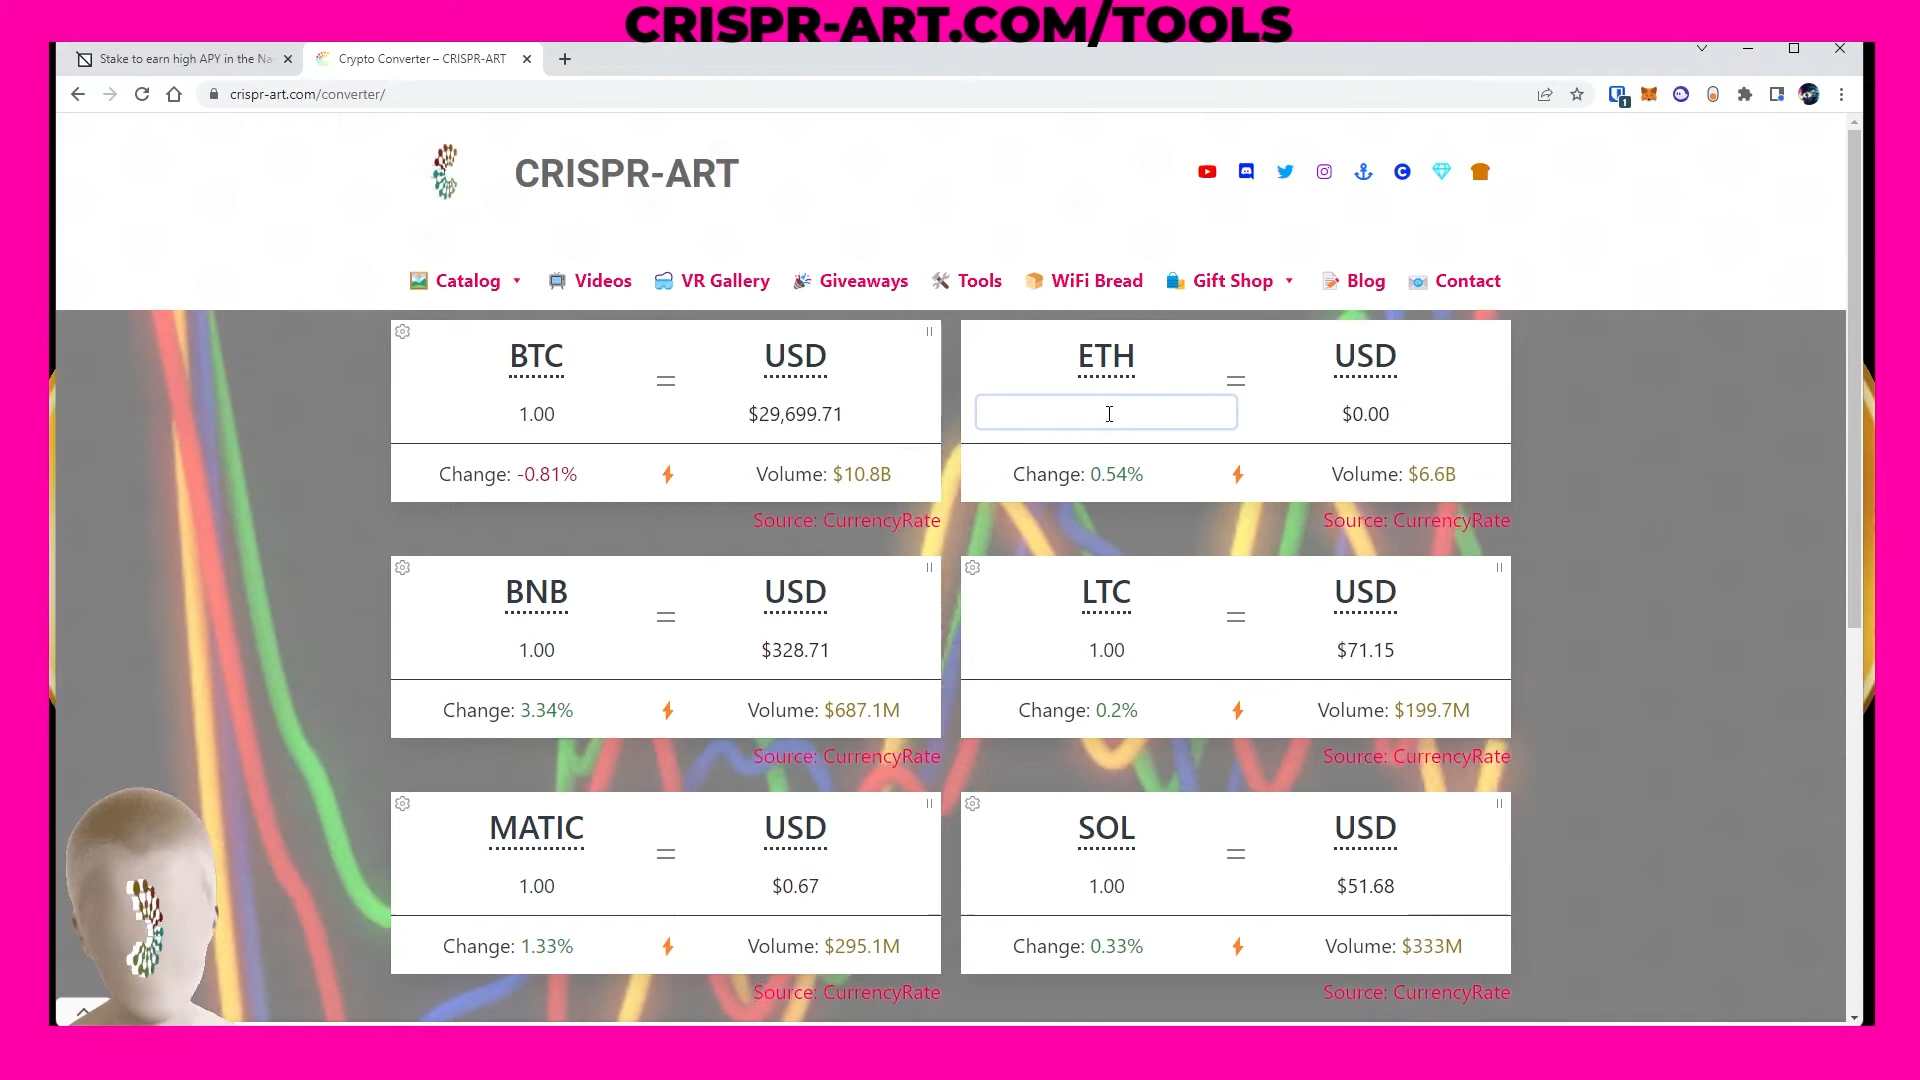 CRISPR-ART.COM/TOOLS
Stake to earn high APY in the Na
Crypto Converter – CRISPR-ART
crispr-art.com/converter/
1
CRISPR-ART
Catalog Videos VR Gallery Giveaways Tools WiFi Bread Gift Shop Blog Contact
BTC = USD
1.00 $29,699.71
Change: -0.81% Volume: $10.8B
Source: CurrencyRate
ETH = USD
$0.00
Change: 0.54% Volume: $6.6B
Source: CurrencyRate
BNB = USD
1.00 $328.71
Change: 3.34% Volume: $687.1M
Source: CurrencyRate
LTC = USD
1.00 $71.15
Change: 0.2% Volume: $199.7M
Source: CurrencyRate
MATIC = USD
1.00 $0.67
Change: 1.33% Volume: $295.1M
Source: CurrencyRate
SOL = USD
1.00 $51.68
Change: 0.33% Volume: $333M
Source: CurrencyRate